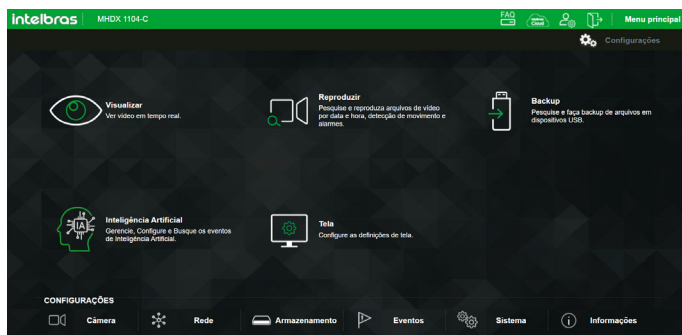 intelbras MHDX 1104-C FAQ Intelbras Cloud Menu principal
Configurações
Visualizar
Ver vídeo em tempo real.
Reproduzir
Pesquise e reproduza arquivos de vídeo
por data e hora, detecção de movimento e
alarmes.
Backup
Pesquise e faça backup de arquivos em
dispositivos USB.
IA
Inteligência Artificial
Gerencie, Configure e Busque os eventos
de Inteligência Artificial.
Tela
Configure as definições de tela.
CONFIGURAÇÕES
Câmera Rede Armazenamento Eventos Sistema Informações